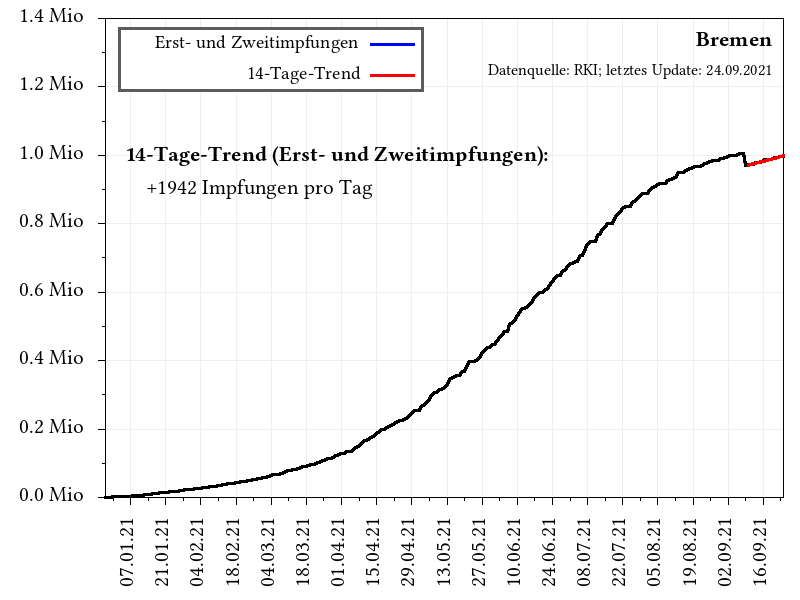 1.4 Mio
Erst- und Zweitimpfungen
14-Tage-Trend
Bremen
Datenquelle: RKI; letztes Update: 24.09.2021
1.2 Mio
14-Tage-Trend (Erst- und Zweitimpfungen):
1.0 Mio
+1942 Impfungen pro Tag
0.8 Mio
0.6 Mio
0.4 Mio
0.2 Mio
0.0 Mio
07.01.21
21.01.21
04.02.21
18.02.21
04.03.21
18.03.21
01.04.21
15.04.21
29.04.21
13.05.21
27.05.21
10.06.21
24.06.21
08.07.21
22.07.21
05.08.21
19.08.21
02.09.21
16.09.21